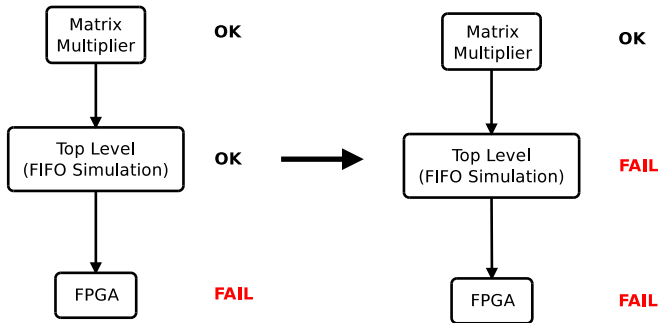 Matrix
Multiplier
OK
Top Level
(FIFO Simulation)
OK
FPGA
FAIL
Matrix
Multiplier
OK
Top Level
(FIFO Simulation)
FAIL
FPGA
FAIL